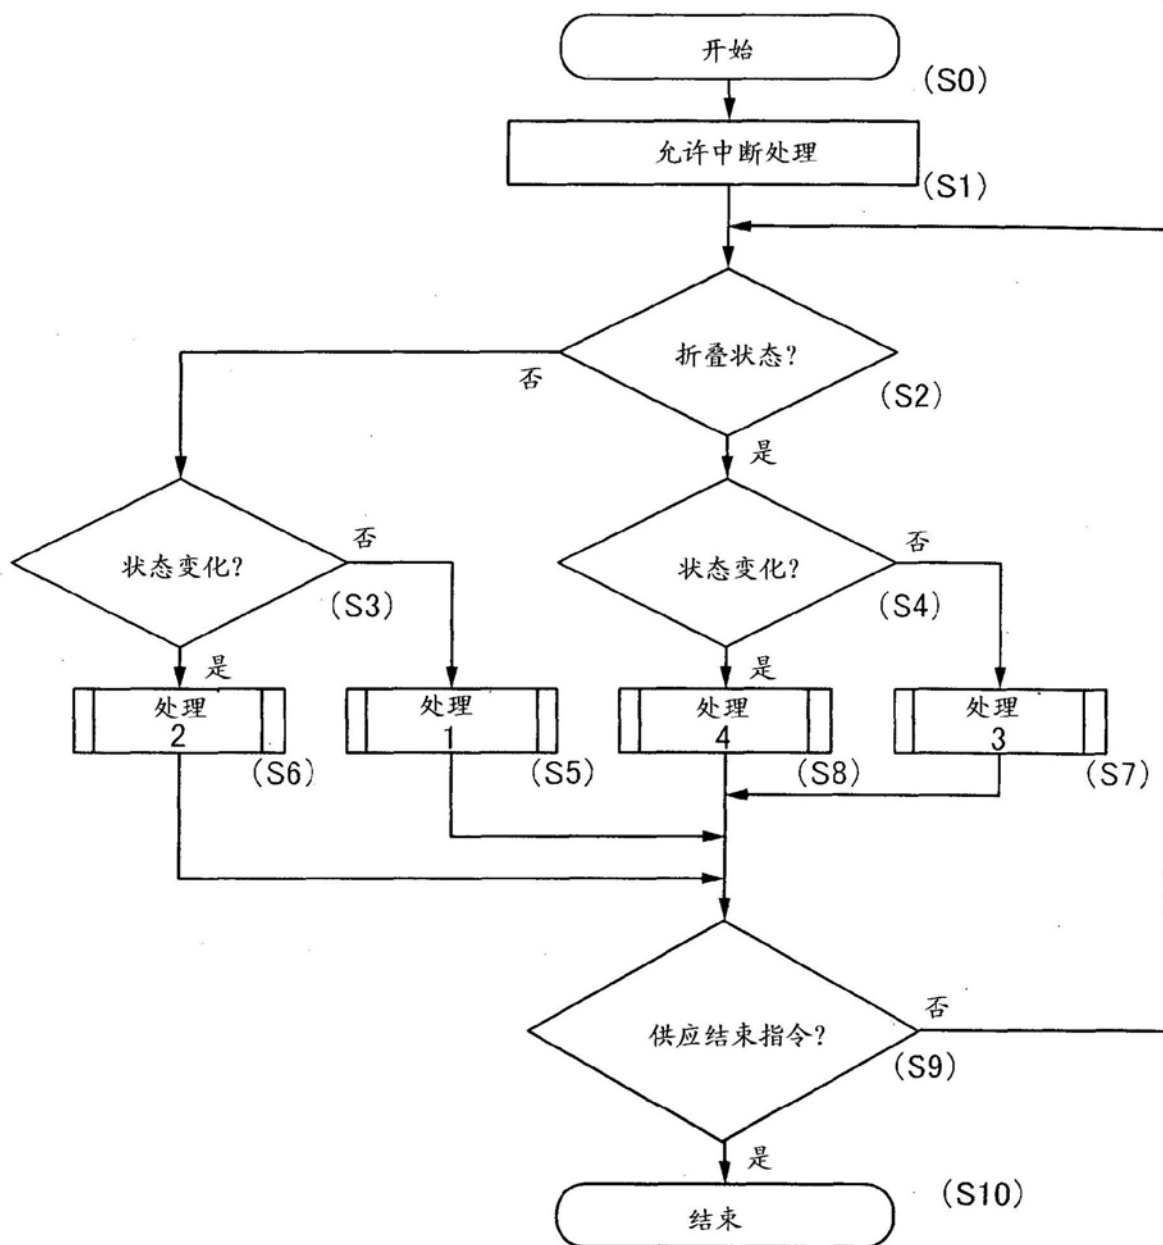 开始
(S0)
允许中断处理
(S1)
折叠状态?
(S2)
否
是
状态变化?
否
(S3)
是
状态变化?
否
(S4)
是
处理
2
(S6)
处理
1
(S5)
处理
4
(S8)
处理
3
(S7)
供应结束指令?
否
(S9)
是
结束
(S10)